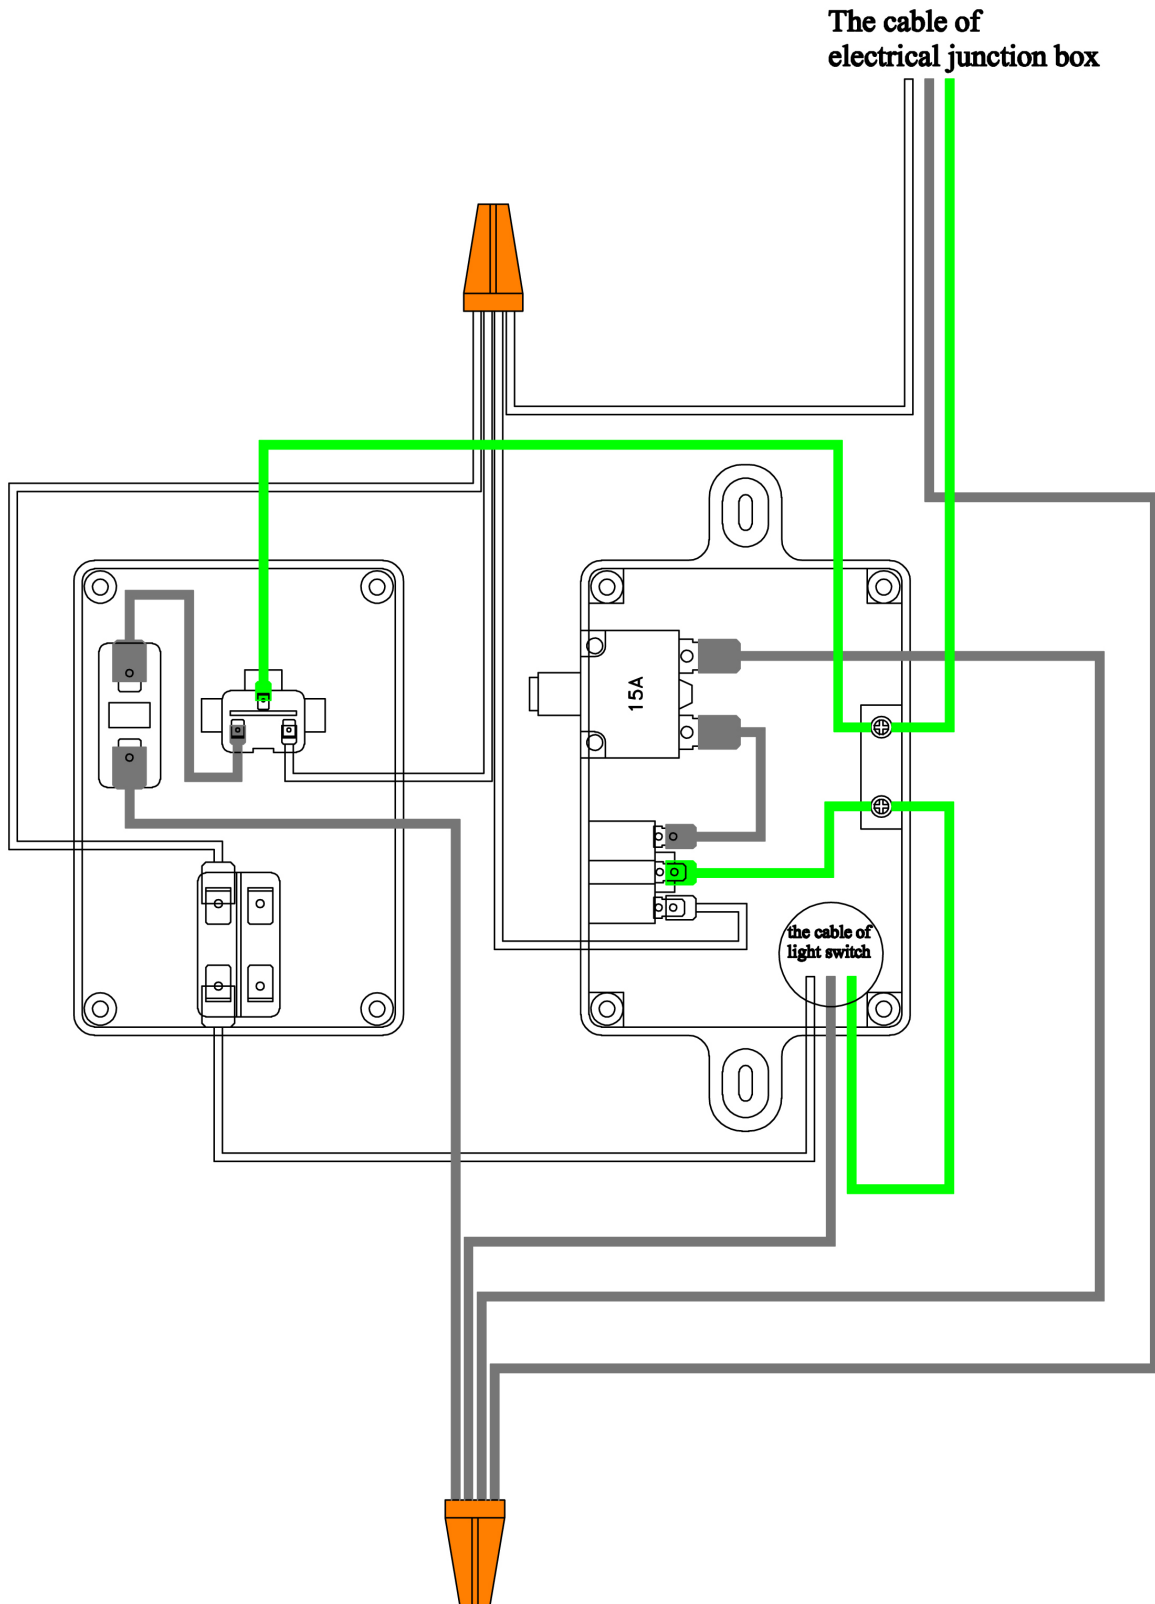 The cable of
electrical junction box
15A
the cable of
light switch